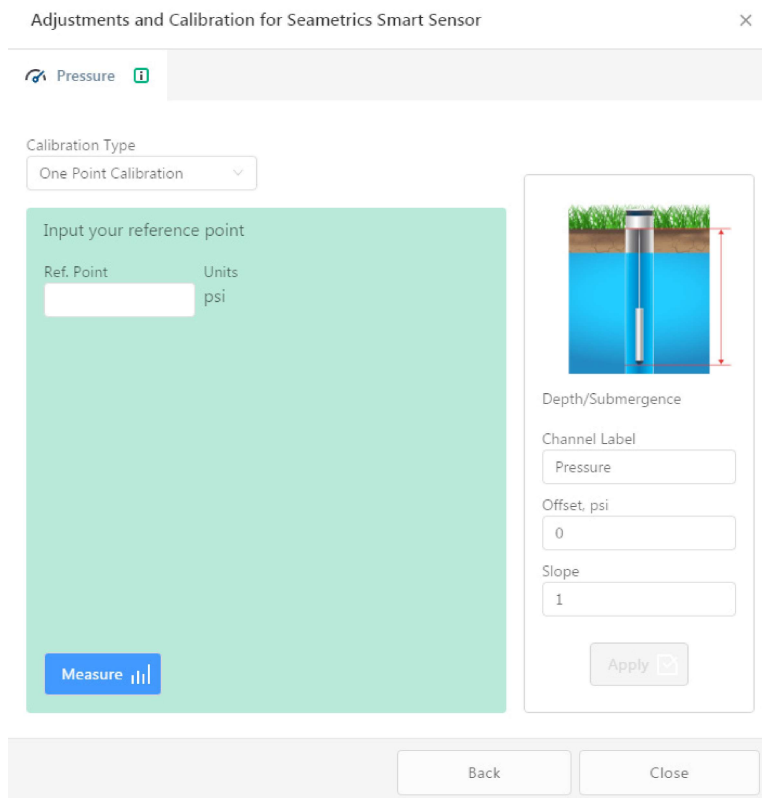 Adjustments and Calibration for Seametrics Smart Sensor
Pressure
Calibration Type
One Point Calibration
Input your reference point
Ref. Point Units
psi
Measure
Depth/Submergence
Channel Label
Pressure
Offset, psi
0
Slope
1
Apply
Back Close